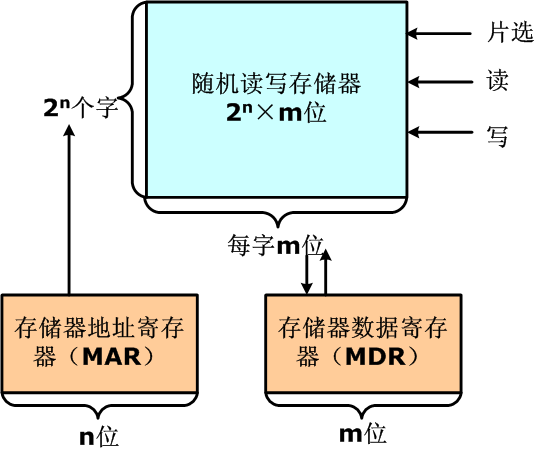 片选
随机读写存储器
2ⁿ×m位
读
2ⁿ个字
写
每字m位
存储器地址寄存
器（MAR）
存储器数据寄存
器（MDR）
n位
m位